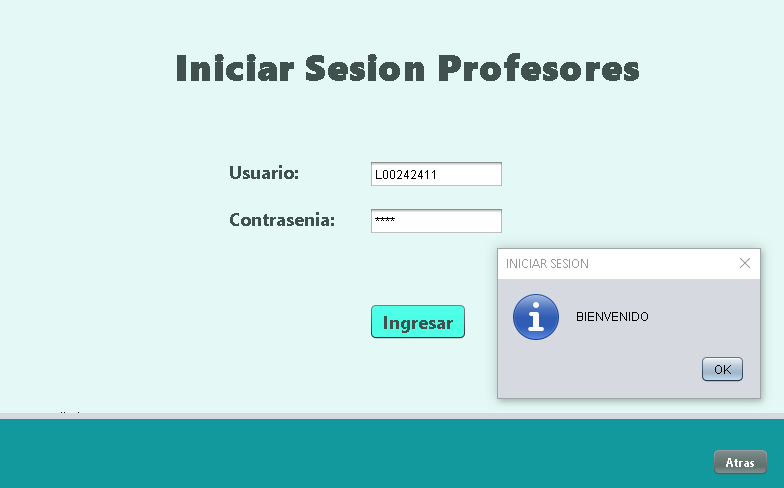 Iniciar Sesion Profesores
Usuario: L00242411
Contrasenia: ****
INICIAR SESION
BIENVENIDO
Ingresar
OK
Atras